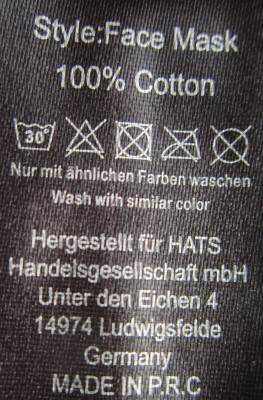 Style:Face Mask
100% Cotton
30°
Nur mit ähnlichen Farben waschen
Wash with similar color
Hergestellt für HATS
Handelsgesellschaft mbH
Unter den Eichen 4
14974 Ludwigsfelde
Germany
MADE IN P.R.C